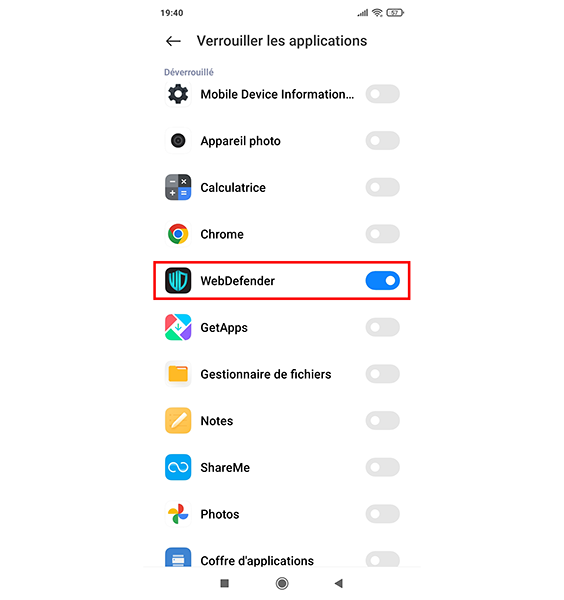 19:40
57
Verrouiller les applications
Déverrouillé
Mobile Device Information...
Appareil photo
Calculatrice
Chrome
WebDefender
GetApps
Gestionnaire de fichiers
Notes
ShareMe
Photos
Coffre d'applications